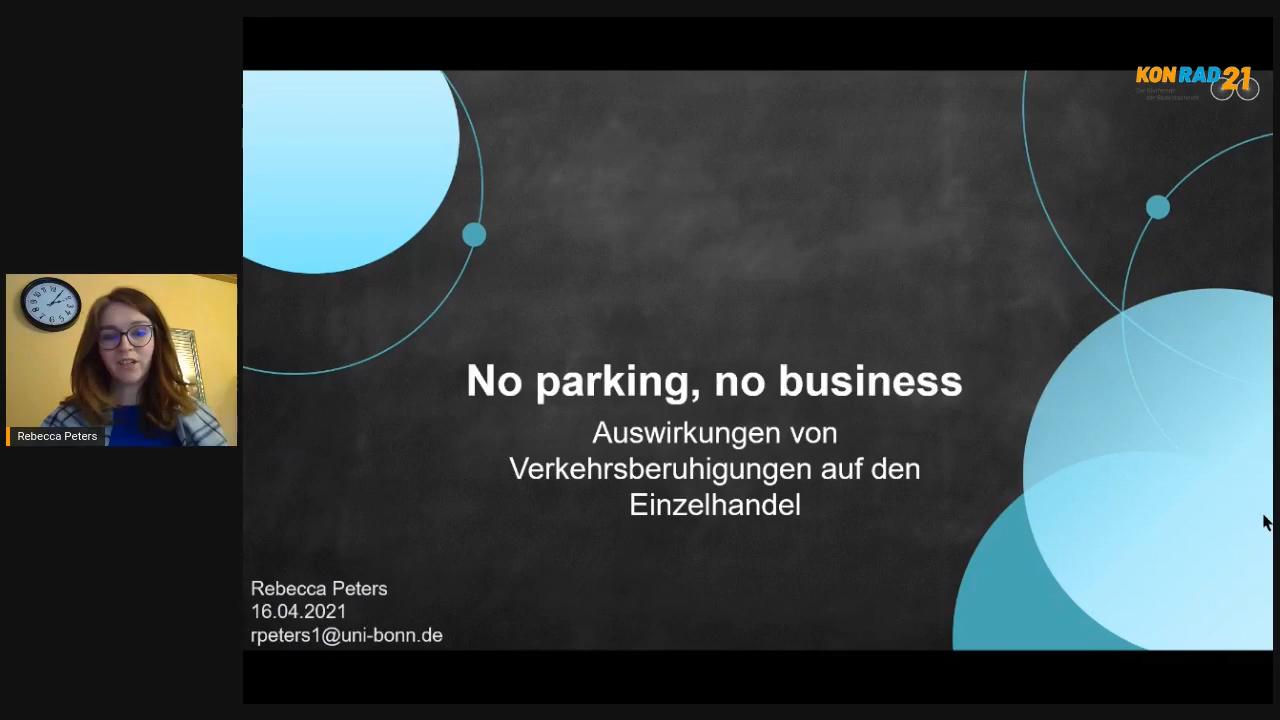 KONRAD21
No parking, no business
Auswirkungen von
Verkehrsberuhigungen auf den
Einzelhandel
Rebecca Peters
Rebecca Peters
16.04.2021
rpeters1@uni-bonn.de